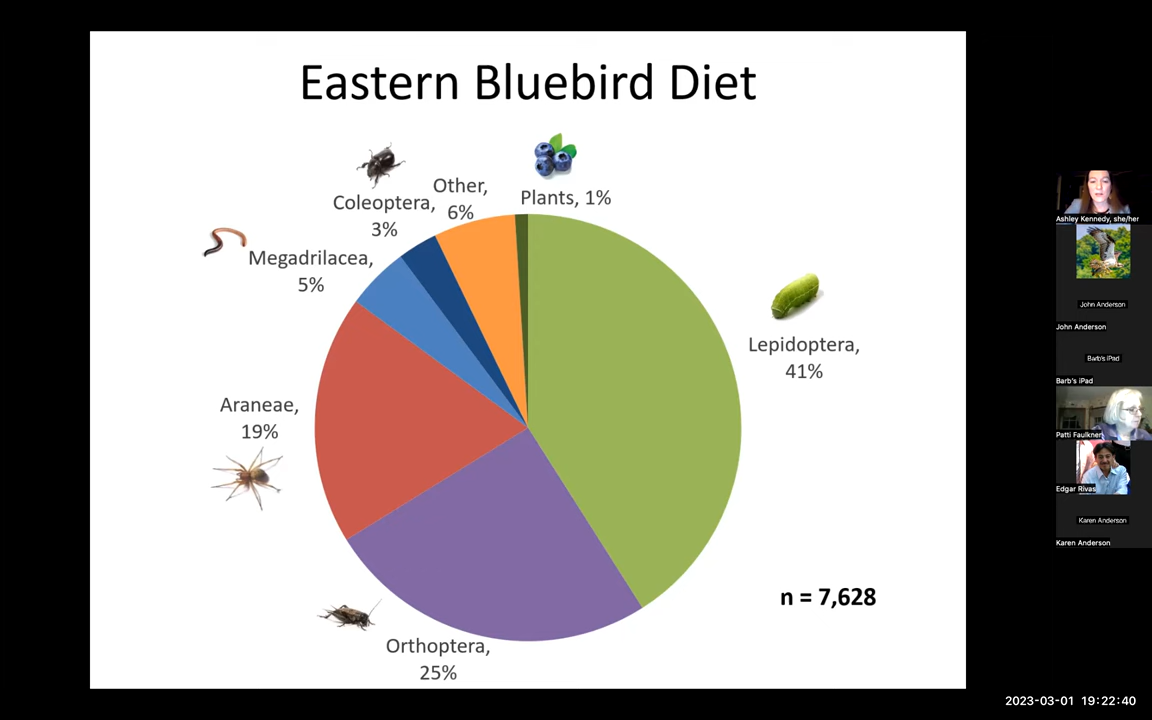 Eastern Bluebird Diet
Other,
6%
Plants, 1%
Coleoptera,
3%
Megadrilacea,
5%
Lepidoptera,
41%
Araneae,
19%
n = 7,628
Orthoptera,
25%
Ashley Kennedy, she/her
John Anderson
John Anderson
Barb's iPad
Barb's iPad
Patti Faulkner
Edgar Rivas
Karen Anderson
Karen Anderson
2023-03-01 19:22:40